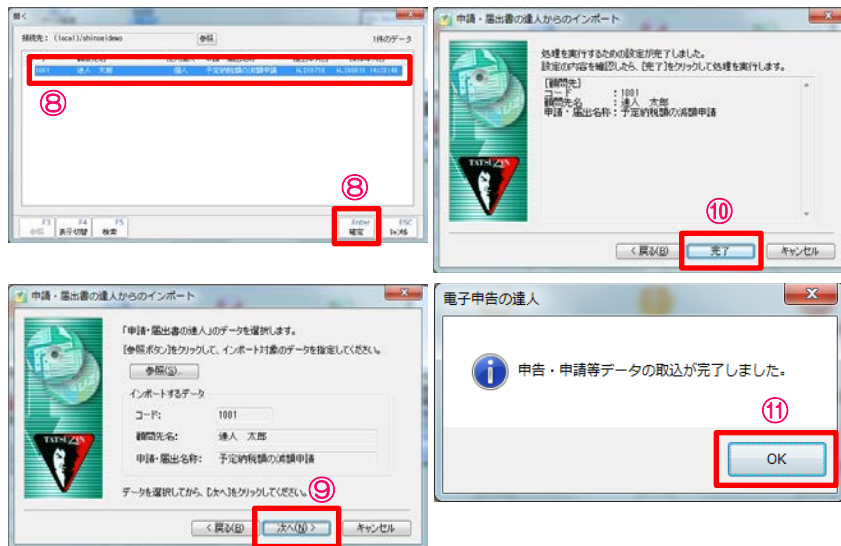 開く
接続先: (local)/shinseidewo
参照
1件のデータ
1001 達人 太郎 個人 予定納税額の減額申請
⑧
⑧
F3 F4 F5 Enter ESC
参照 表示切替 検索 確定 ｷｬﾝｾﾙ
申請・届出書の達人からのインポート
処理を実行するための設定が完了しました。
設定の内容を確認したら、[完了]をクリックして処理を実行します。
[顧問先]
コード :1001
顧問先名 :達人 太郎
申請・届出名称:予定納税額の減額申請
TATSUZIN
⑩
< 戻る(B) 完了 キャンセル
申請・届出書の達人からのインポート
「申請・届出書の達人」のデータを選択します。
[参照ボタン]をクリックして、インポート対象のデータを指定してください。
参照(S)...
インポートするデータ
コード: 1001
顧問先名: 達人 太郎
申請・届出名称: 予定納税額の減額申請
TATSUZIN
データを選択してから、[次へ]をクリックしてください。
⑨
< 戻る(B) 次へ(N) > キャンセル
電子申告の達人
申告・申請等データの取込が完了しました。
⑪
OK